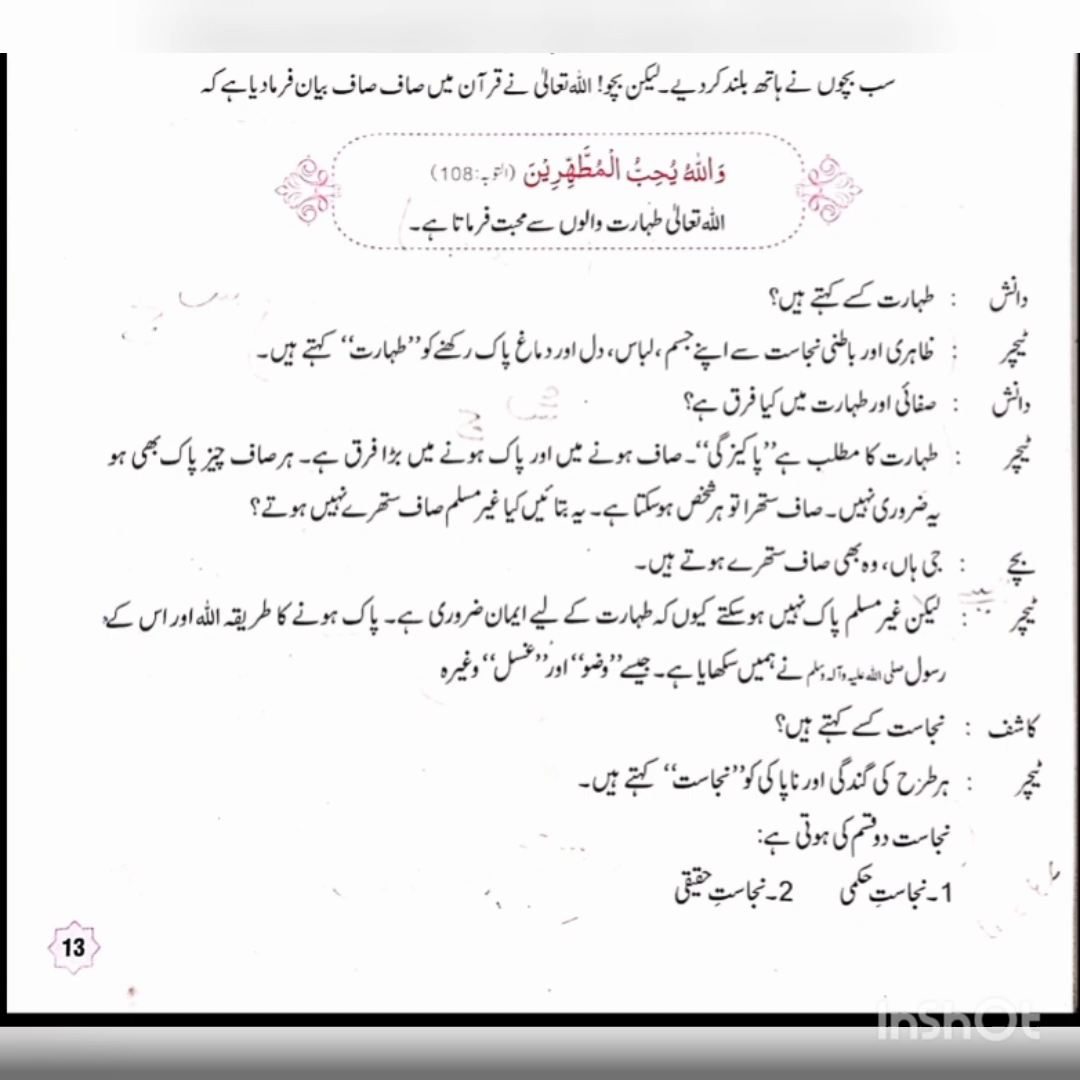 سب بچوں نے ہاتھ بلند کر دیے۔ لیکن بچو! اللہ تعالیٰ نے قرآن میں صاف صاف بیان فرما دیا ہے کہ
وَاللّٰهُ يُحِبُّ الْمُطَّهِّرِيْنَ (التوبہ:108)
اللہ تعالیٰ طہارت والوں سے محبت فرماتا ہے۔
دانش : طہارت کسے کہتے ہیں؟
ٹیچر : ظاہری اور باطنی نجاست سے اپنے جسم، لباس، دل اور دماغ پاک رکھنے کو ”طہارت“ کہتے ہیں۔
دانش : صفائی اور طہارت میں کیا فرق ہے؟
ٹیچر : طہارت کا مطلب ہے ”پاکیزگی“۔ صاف ہونے میں اور پاک ہونے میں بڑا فرق ہے۔ ہر صاف چیز پاک بھی ہو
یہ ضروری نہیں۔ صاف ستھرا تو ہر شخص ہو سکتا ہے۔ یہ بتائیں کیا غیر مسلم صاف ستھرے نہیں ہوتے؟
بچے : جی ہاں، وہ بھی صاف ستھرے ہوتے ہیں۔
ٹیچر : لیکن غیر مسلم پاک نہیں ہو سکتے کیوں کہ طہارت کے لیے ایمان ضروری ہے۔ پاک ہونے کا طریقہ اللہ اور اس کے
رسول صلی اللہ علیہ وآلہ وسلم نے ہمیں سکھایا ہے۔ جیسے ”وضو“ اور ”غسل“ وغیرہ
کاشف : نجاست کسے کہتے ہیں؟
ٹیچر : ہر طرح کی گندگی اور ناپاکی کو ”نجاست“ کہتے ہیں۔
نجاست دو قسم کی ہوتی ہے:
1۔ نجاستِ حکمی 2۔ نجاستِ حقیقی
13
InShOt